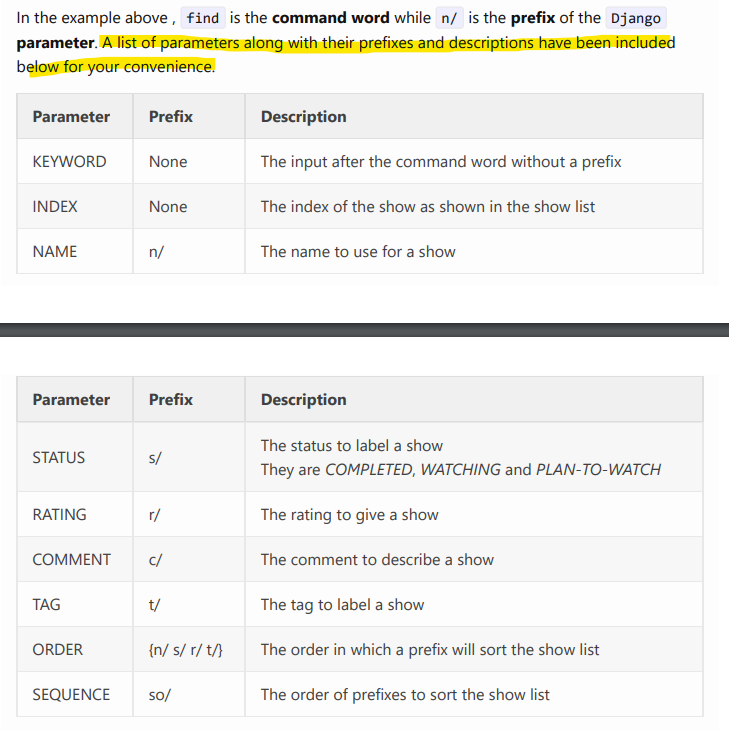 In the example above , find is the command word while n/ is the prefix of the Django
parameter. A list of parameters along with their prefixes and descriptions have been included
below for your convenience.
Parameter Prefix Description
KEYWORD None The input after the command word without a prefix
INDEX None The index of the show as shown in the show list
NAME n/ The name to use for a show
Parameter Prefix Description
STATUS s/ The status to label a show
They are COMPLETED, WATCHING and PLAN-TO-WATCH
RATING r/ The rating to give a show
COMMENT c/ The comment to describe a show
TAG t/ The tag to label a show
ORDER {n/ s/ r/ t/} The order in which a prefix will sort the show list
SEQUENCE so/ The order of prefixes to sort the show list